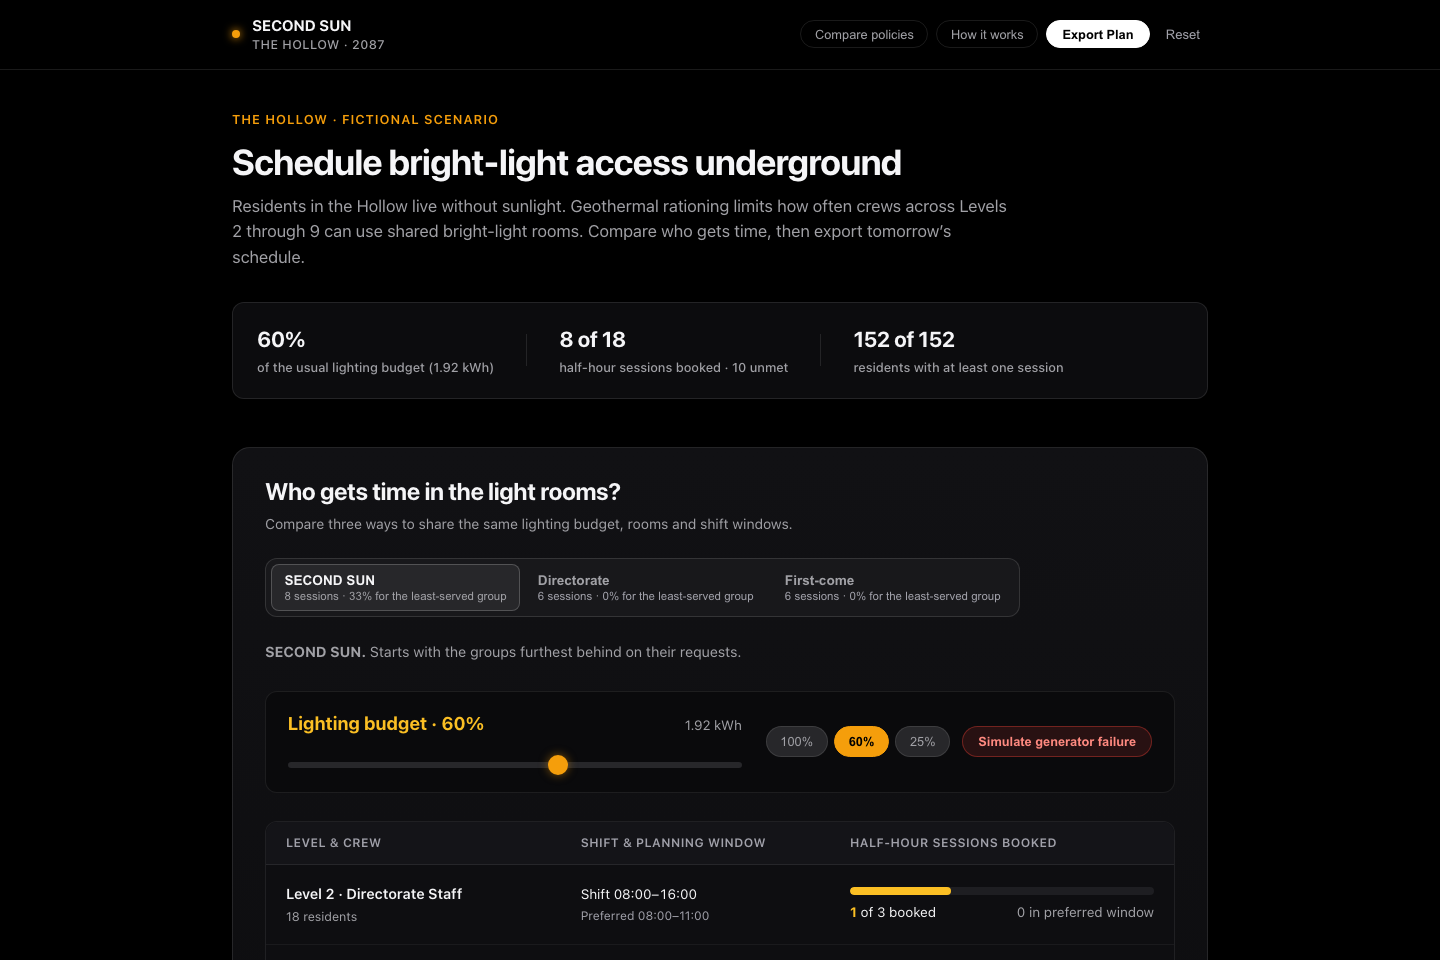 SECOND SUN
THE HOLLOW · 2087
Compare policies
How it works
Export Plan
Reset
THE HOLLOW · FICTIONAL SCENARIO
Schedule bright-light access underground
Residents in the Hollow live without sunlight. Geothermal rationing limits how often crews across Levels
2 through 9 can use shared bright-light rooms. Compare who gets time, then export tomorrow’s
schedule.
60%
of the usual lighting budget (1.92 kWh)
8 of 18
half-hour sessions booked · 10 unmet
152 of 152
residents with at least one session
Who gets time in the light rooms?
Compare three ways to share the same lighting budget, rooms and shift windows.
SECOND SUN
8 sessions · 33% for the least-served group
Directorate
6 sessions · 0% for the least-served group
First-come
6 sessions · 0% for the least-served group
SECOND SUN. Starts with the groups furthest behind on their requests.
Lighting budget · 60%
1.92 kWh
100%
60%
25%
Simulate generator failure
LEVEL & CREW
SHIFT & PLANNING WINDOW
HALF-HOUR SESSIONS BOOKED
Level 2 · Directorate Staff
18 residents
Shift 08:00–16:00
Preferred 08:00–11:00
1 of 3 booked
0 in preferred window